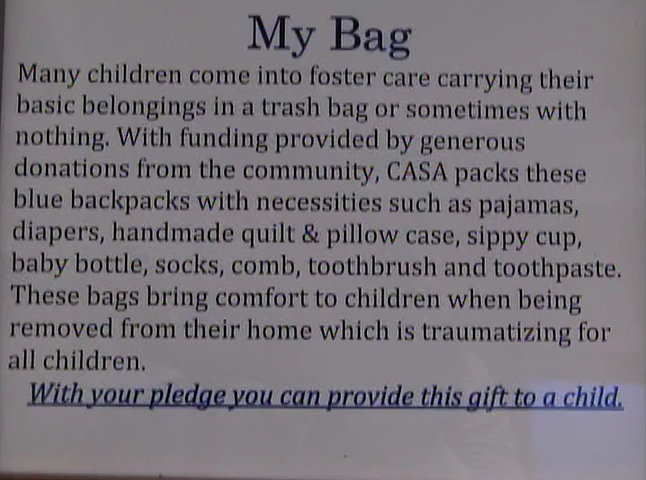 My Bag
Many children come into foster care carrying their
basic belongings in a trash bag or sometimes with
nothing. With funding provided by generous
donations from the community, CASA packs these
blue backpacks with necessities such as pajamas,
diapers, handmade quilt & pillow case, sippy cup,
baby bottle, socks, comb, toothbrush and toothpaste.
These bags bring comfort to children when being
removed from their home which is traumatizing for
all children.
With your pledge you can provide this gift to a child.